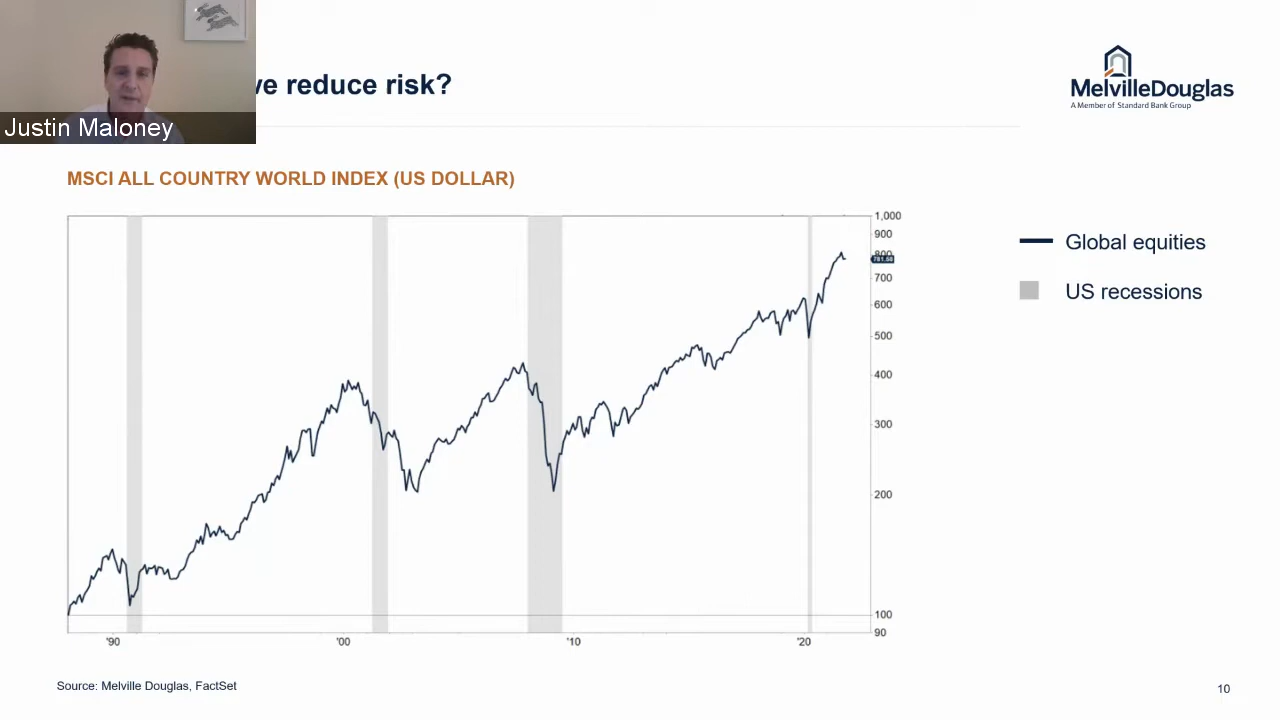 Justin Maloney
ve reduce risk?
MelvilleDouglas
A Member of Standard Bank Group
MSCI ALL COUNTRY WORLD INDEX (US DOLLAR)
1,000
900
800
781.68
700
600
500
400
300
200
100
90
'90
'00
'10
'20
Global equities
US recessions
Source: Melville Douglas, FactSet
10